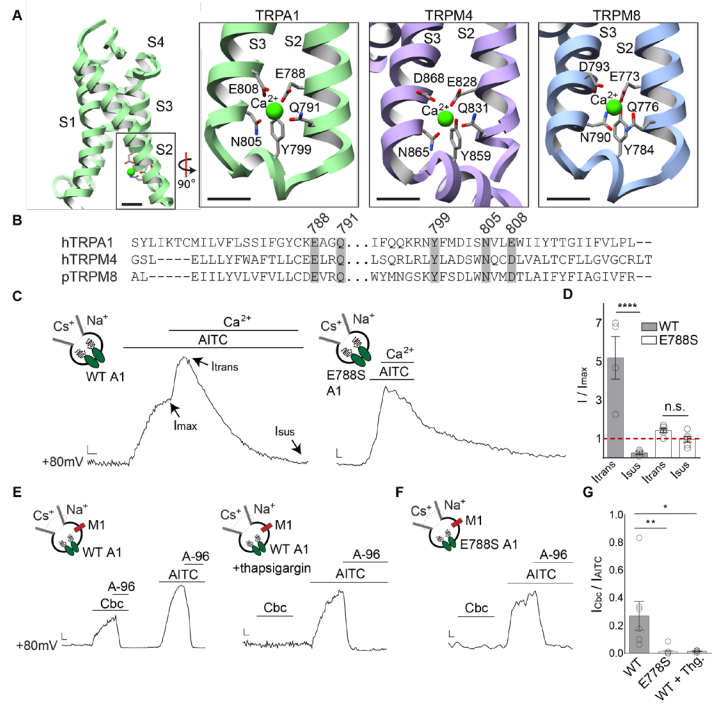 A
TRPA1
TRPM4
TRPM8
S4
S1
S3
S2
90°
S3 S2
E808 E788
Ca2+
Q791
N805
Y799
S3 S2
D868 E828
Ca2+
Q831
N865 Y859
S3 S2
D793 E773
Ca2+
Q776
N790
Y784
B
788 791 799 805 808
hTRPA1 SYLIKTCMILVFLSSIFGYCKEAGQ...IFQQKRNYFMDISNVLEWIIYTTGIIFVLPL--
hTRPM4 GSL----ELLLYFWAFTLLCEELRQ...LSQRLRLYLADSWNQCDLVALTCFLLGVGCRLT
pTRPM8 AL-----EIILYVLVFVLLCEEVRQ...WYMNGSKYFSDLWNVMDTLAIFYFIAGIVFR--
C
Cs+ Na+
WT A1
Ca2+
AITC
Itrans
Imax
Isus
+80mV
Cs+ Na+
E788S
A1
Ca2+
AITC
D
****
WT
E788S
n.s.
I / Imax
7
5
3
1
Itrans Isus Itrans Isus
E
Cs+ Na+
M1
WT A1
A-96
Cbc
A-96
AITC
+80mV
Cs+ Na+
M1
WT A1
+thapsigargin
A-96
AITC
Cbc
F
Cs+ Na+
M1
E788S A1
A-96
AITC
Cbc
G
*
**
ICbc / IAITC
1.0
0.8
0.6
0.4
0.2
0.0
WT
E778S
WT + Thg.